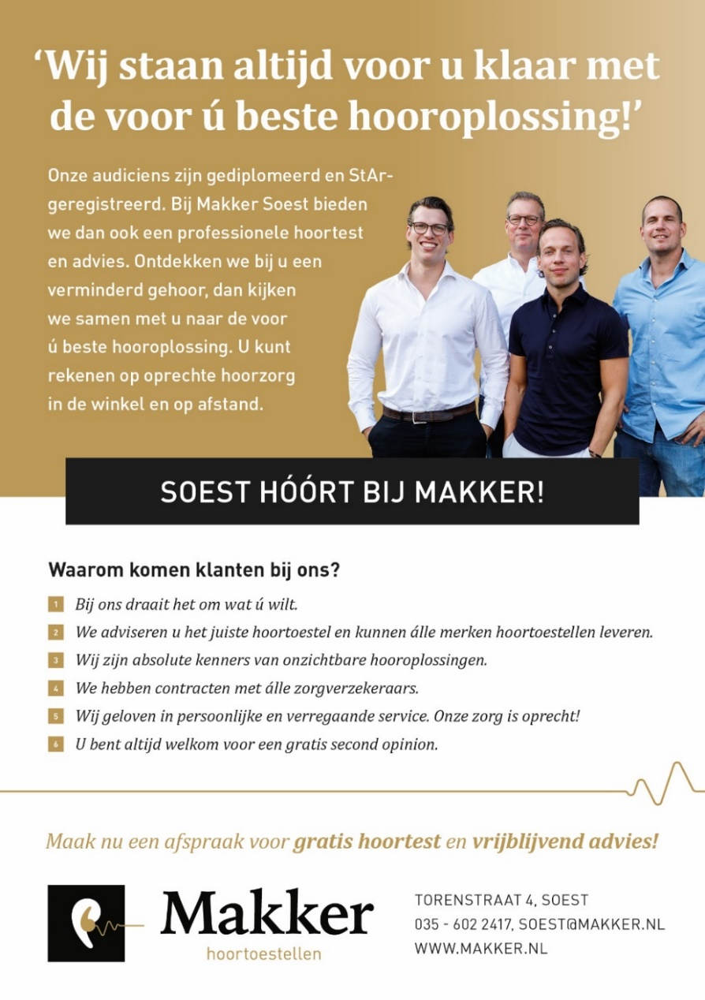 ‘Wij staan altijd voor u klaar met
de voor ú beste hooroplossing!’
Onze audiciens zijn gediplomeerd en StAr-
geregistreerd. Bij Makker Soest bieden
we dan ook een professionele hoortest
en advies. Ontdekken we bij u een
verminderd gehoor, dan kijken
we samen met u naar de voor
ú beste hooroplossing. U kunt
rekenen op oprechte hoorzorg
in de winkel en op afstand.
SOEST HÓÓRT BIJ MAKKER!
Waarom komen klanten bij ons?
1 Bij ons draait het om wat ú wilt.
2 We adviseren u het juiste hoortoestel en kunnen álle merken hoortoestellen leveren.
3 Wij zijn absolute kenners van onzichtbare hooroplossingen.
4 We hebben contracten met álle zorgverzekeraars.
5 Wij geloven in persoonlijke en verregaande service. Onze zorg is oprecht!
6 U bent altijd welkom voor een gratis second opinion.
Maak nu een afspraak voor gratis hoortest en vrijblijvend advies!
Makker
hoortoestellen
TORENSTRAAT 4, SOEST
035 - 602 2417, SOEST@MAKKER.NL
WWW.MAKKER.NL